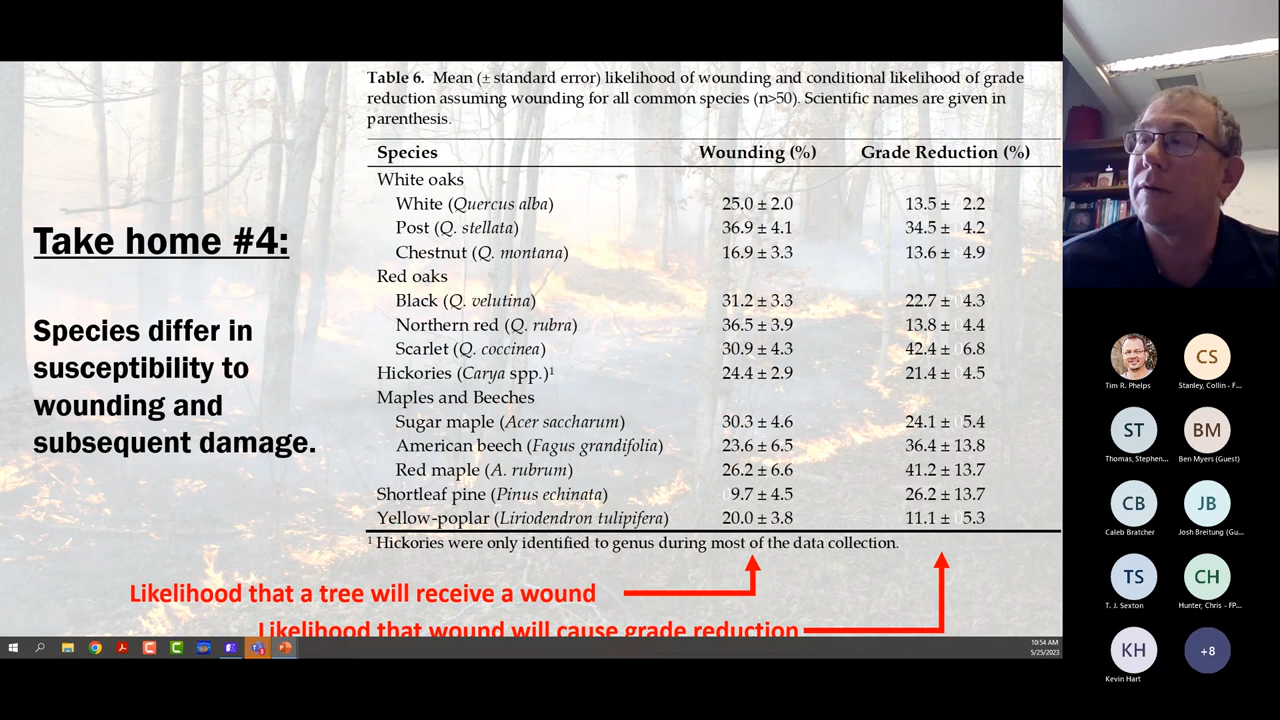 Table 6. Mean (± standard error) likelihood of wounding and conditional likelihood of grade
reduction assuming wounding for all common species (n>50). Scientific names are given in
parenthesis.
Species Wounding (%) Grade Reduction (%)
White oaks
White (Quercus alba) 25.0 ± 2.0 13.5 ± 2.2
Post (Q. stellata) 36.9 ± 4.1 34.5 ± 4.2
Chestnut (Q. montana) 16.9 ± 3.3 13.6 ± 4.9
Red oaks
Black (Q. velutina) 31.2 ± 3.3 22.7 ± 4.3
Northern red (Q. rubra) 36.5 ± 3.9 13.8 ± 4.4
Scarlet (Q. coccinea) 30.9 ± 4.3 42.4 ± 6.8
Hickories (Carya spp.)¹ 24.4 ± 2.9 21.4 ± 4.5
Maples and Beeches
Sugar maple (Acer saccharum) 30.3 ± 4.6 24.1 ± 5.4
American beech (Fagus grandifolia) 23.6 ± 6.5 36.4 ± 13.8
Red maple (A. rubrum) 26.2 ± 6.6 41.2 ± 13.7
Shortleaf pine (Pinus echinata) 9.7 ± 4.5 26.2 ± 13.7
Yellow-poplar (Liriodendron tulipifera) 20.0 ± 3.8 11.1 ± 5.3
¹ Hickories were only identified to genus during most of the data collection.
Take home #4:
Species differ in
susceptibility to
wounding and
subsequent damage.
Likelihood that a tree will receive a wound
Likelihood that wound will cause grade reduction
10:54 AM
5/25/2023
Tim R. Phelps
CS
Stanley, Collin - F...
ST
Thomas, Stephen...
BM
Ben Myers (Guest)
CB
Caleb Bratcher
JB
Josh Breitung (Gu...
TS
T. J. Sexton
CH
Hunter, Chris - FP...
KH
Kevin Hart
+8